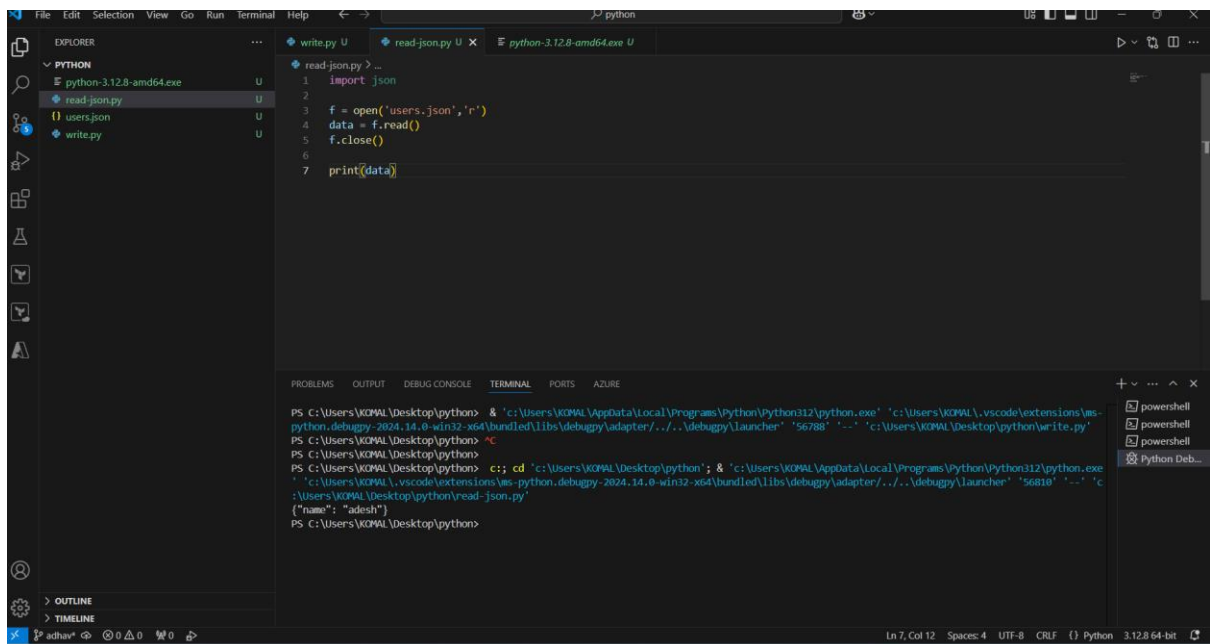 File Edit Selection View Go Run Terminal Help
python
EXPLORER
PYTHON
python-3.12.8-amd64.exe U
read-json.py U
users.json U
write.py U
OUTLINE
TIMELINE
write.py U read-json.py U python-3.12.8-amd64.exe U
read-json.py > ...
1 import json
2
3 f = open('users.json','r')
4 data = f.read()
5 f.close()
6
7 print(data)
PROBLEMS OUTPUT DEBUG CONSOLE TERMINAL PORTS AZURE
PS C:\Users\KOMAL\Desktop\python> & 'c:\Users\KOMAL\AppData\Local\Programs\Python\Python312\python.exe' 'c:\Users\KOMAL\.vscode\extensions\ms-
python.debugpy-2024.14.0-win32-x64\bundled\libs\debugpy\adapter/../..\debugpy\launcher' '56788' '--' 'c:\Users\KOMAL\Desktop\python\write.py'
PS C:\Users\KOMAL\Desktop\python> ^C
PS C:\Users\KOMAL\Desktop\python>
PS C:\Users\KOMAL\Desktop\python> c:; cd 'c:\Users\KOMAL\Desktop\python'; & 'c:\Users\KOMAL\AppData\Local\Programs\Python\Python312\python.exe
' 'c:\Users\KOMAL\.vscode\extensions\ms-python.debugpy-2024.14.0-win32-x64\bundled\libs\debugpy\adapter/../..\debugpy\launcher' '56810' '--' 'c
:\Users\KOMAL\Desktop\python\read-json.py'
{"name": "adesh"}
PS C:\Users\KOMAL\Desktop\python>
powershell
powershell
powershell
Python Deb...
adhav* 0 0 0 Ln 7, Col 12 Spaces: 4 UTF-8 CRLF {} Python 3.12.8 64-bit